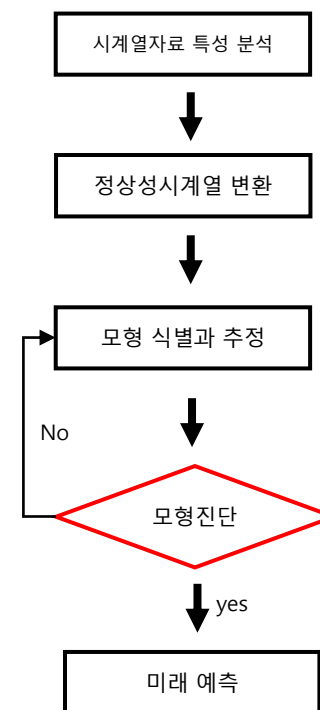 시계열자료 특성 분석
정상성시계열 변환
모형 식별과 추정
No
모형진단
yes
미래 예측